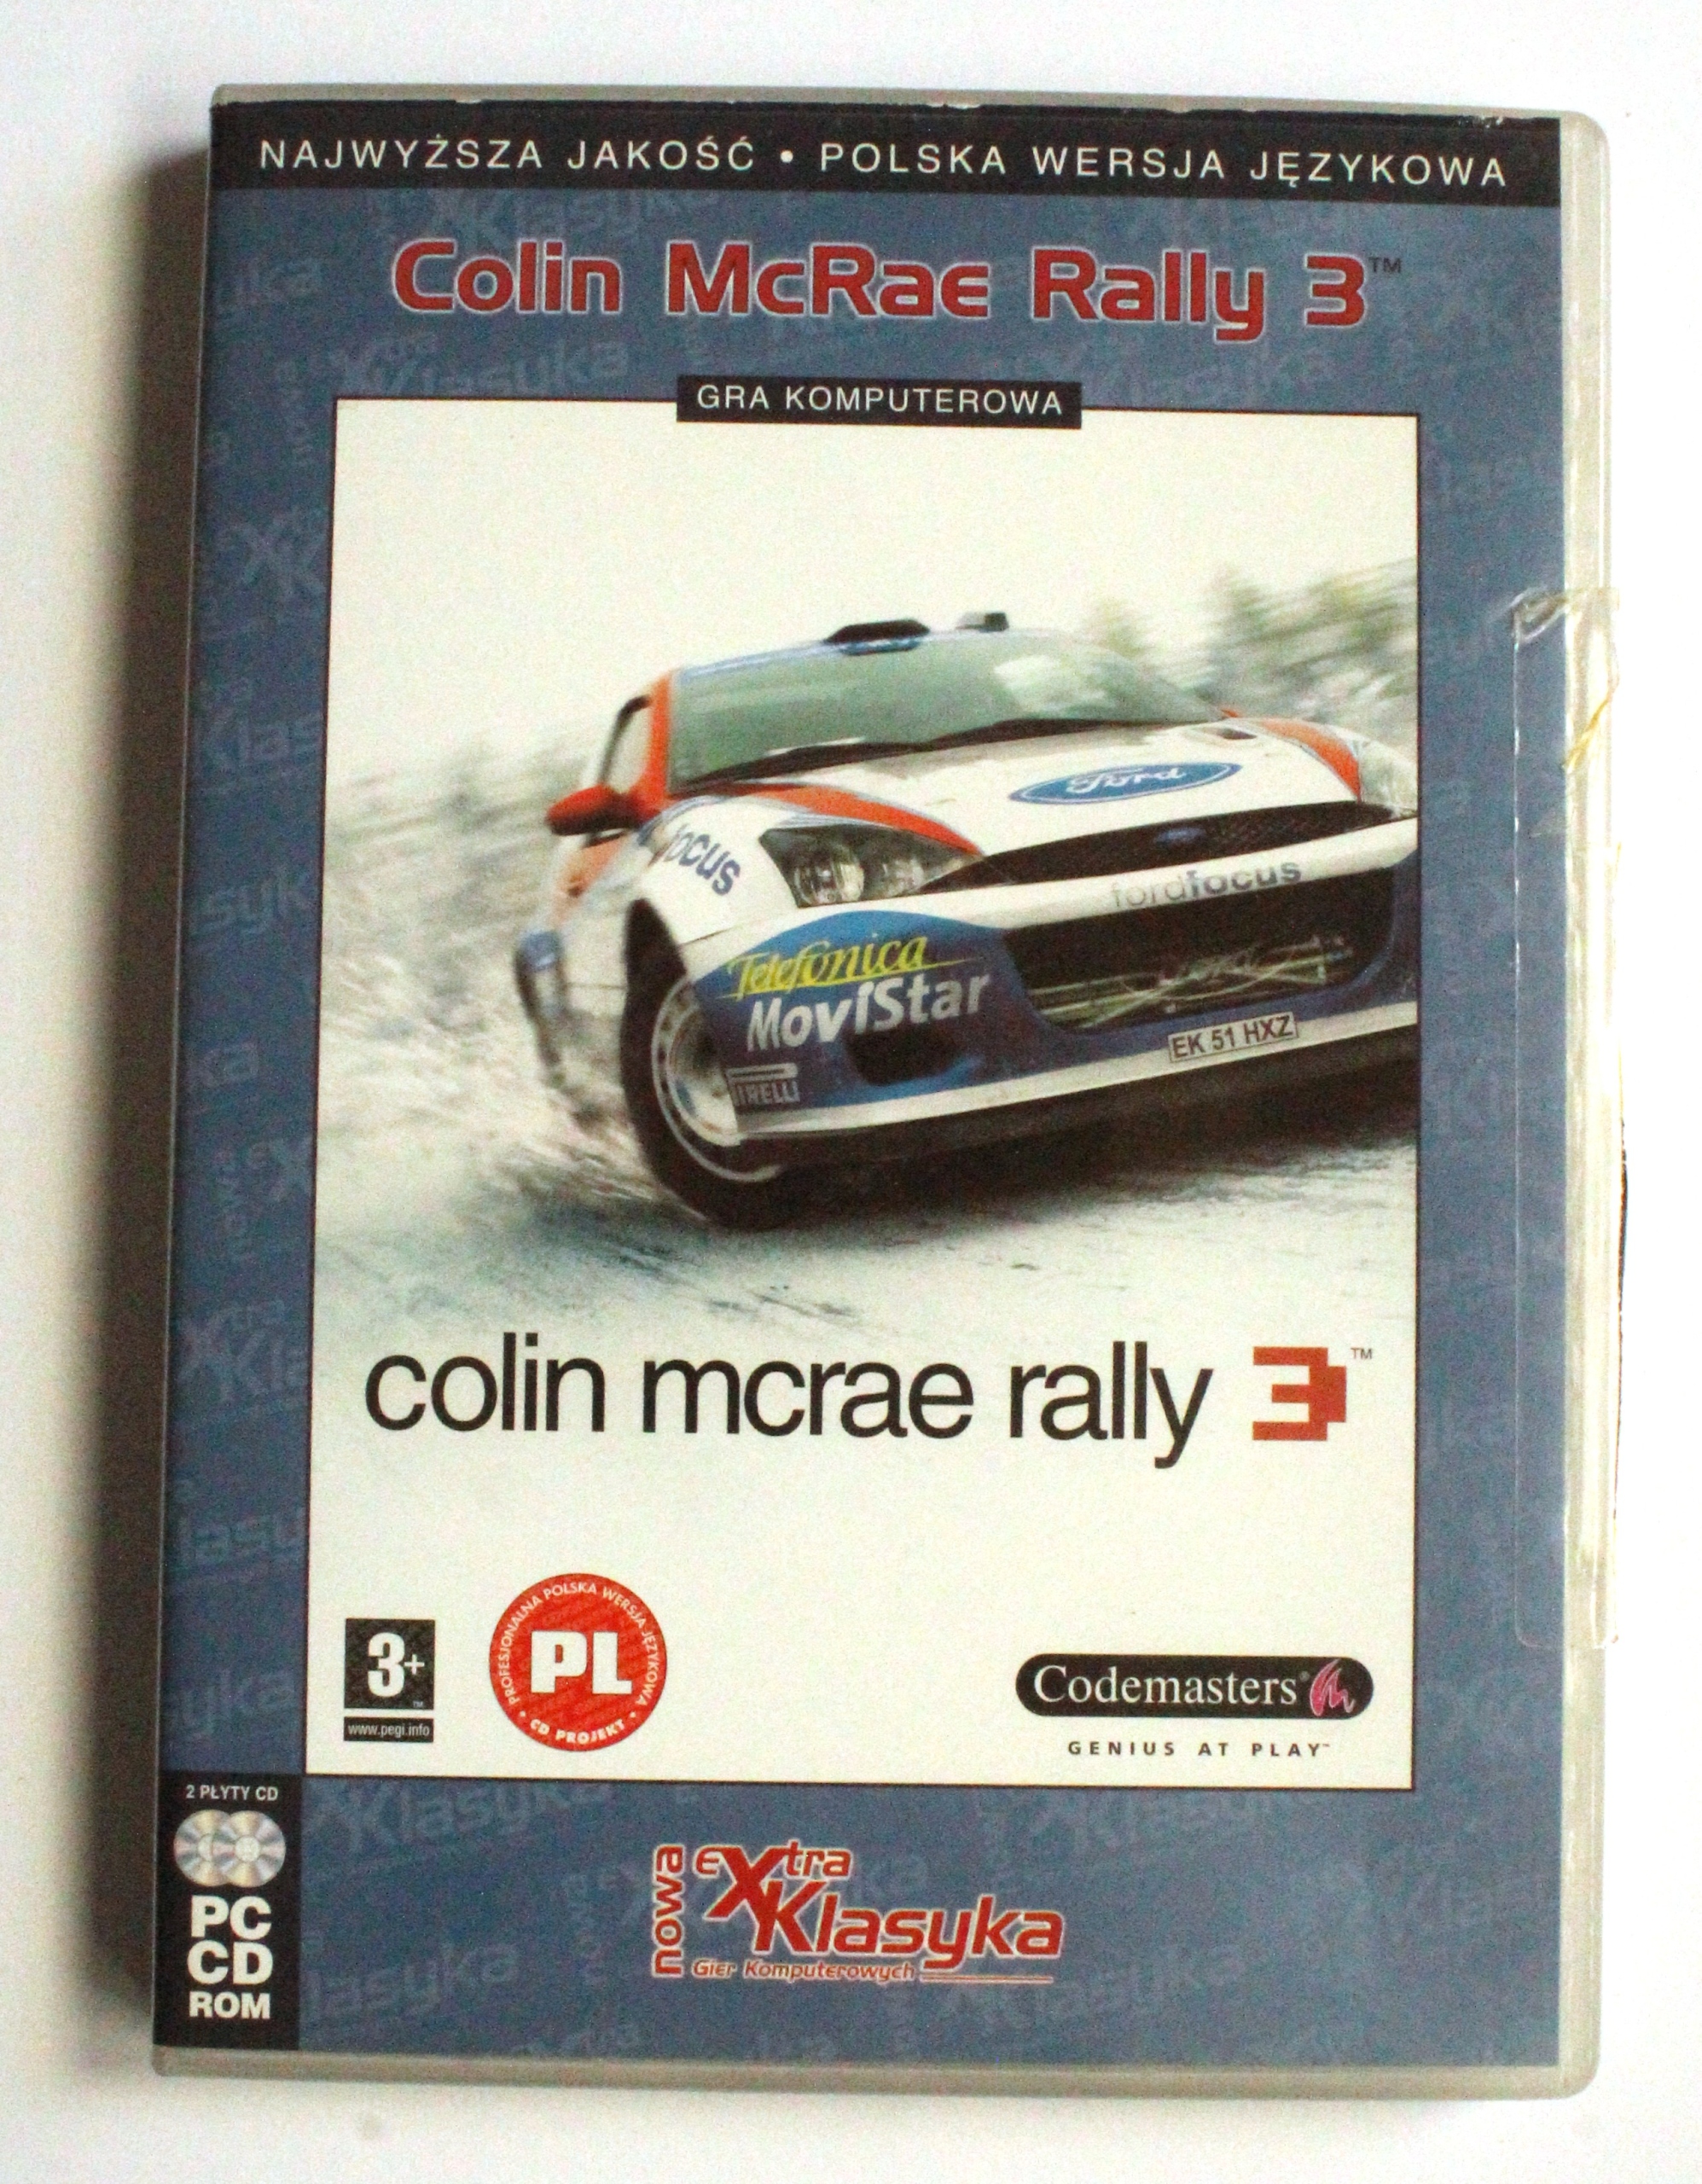 NAJWYŻSZA JAKOŚĆ • POLSKA WERSJA JĘZYKOWA
Colin McRae Rally 3™
GRA KOMPUTEROWA
Ford
focus
fordfocus
Telefónica
MoviStar
EK 51 HXZ
PIRELLI
colin mcrae rally 3™
3+
www.pegi.info
PROFESJONALNA POLSKA WERSJA JĘZYKOWA
PL
• CD PROJEKT •
Codemasters®
GENIUS AT PLAY™
2 PŁYTY CD
PC
CD
ROM
nowa eXtra
Klasyka
Gier Komputerowych